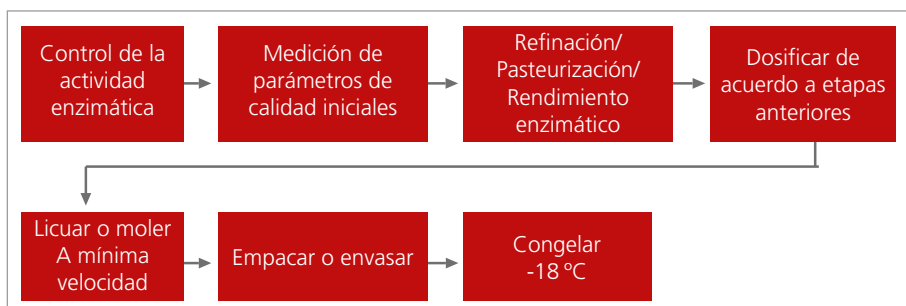 Control de la
actividad
enzimática
Medición de
parámetros de
calidad iniciales
Refinación/
Pasteurización/
Rendimiento
enzimático
Dosificar de
acuerdo a etapas
anteriores
Licuar o moler
A mínima
velocidad
Empacar o envasar
Congelar
-18 ºC